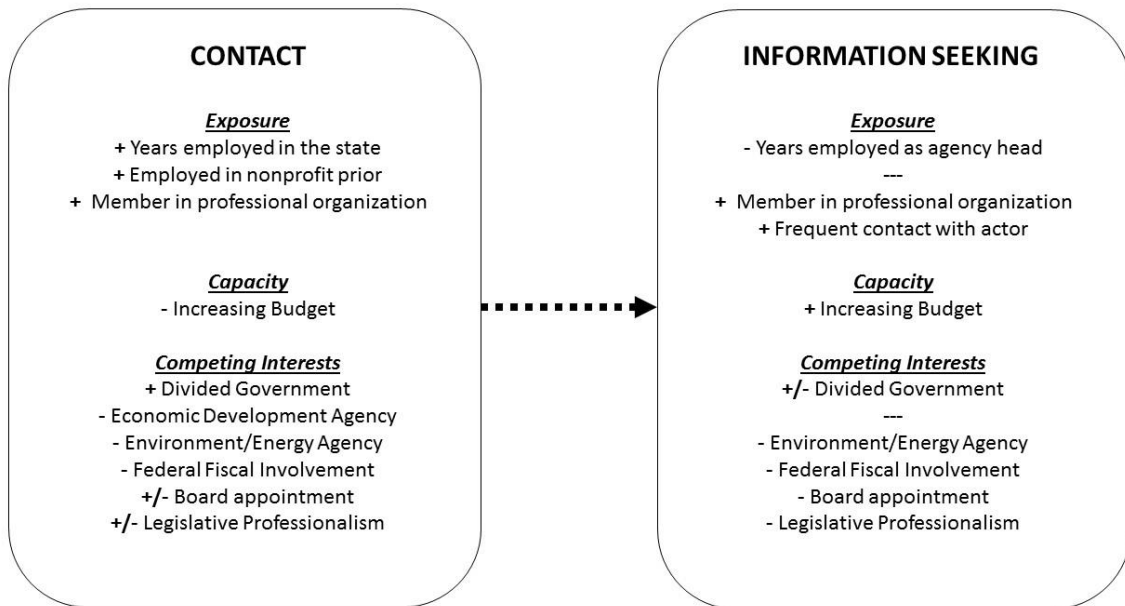 CONTACT
Exposure
+ Years employed in the state
+ Employed in nonprofit prior
+ Member in professional organization
Capacity
- Increasing Budget
Competing Interests
+ Divided Government
- Economic Development Agency
- Environment/Energy Agency
- Federal Fiscal Involvement
+/- Board appointment
+/- Legislative Professionalism
INFORMATION SEEKING
Exposure
- Years employed as agency head
---
+ Member in professional organization
+ Frequent contact with actor
Capacity
+ Increasing Budget
Competing Interests
+/- Divided Government
---
- Environment/Energy Agency
- Federal Fiscal Involvement
- Board appointment
- Legislative Professionalism